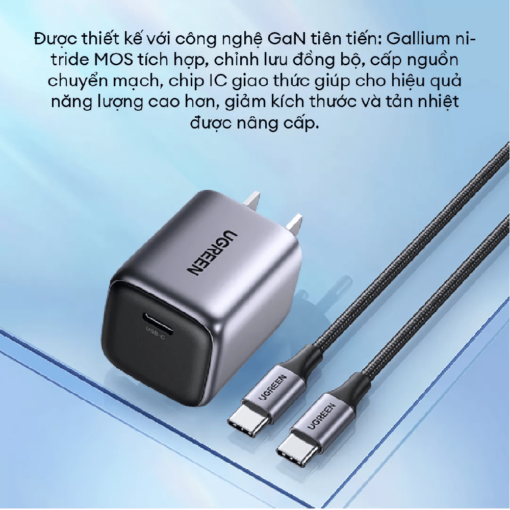 Được thiết kế với công nghệ GaN tiên tiến: Gallium ni-
tride MOS tích hợp, chỉnh lưu đồng bộ, cấp nguồn
chuyển mạch, chip IC giao thức giúp cho hiệu quả
năng lượng cao hơn, giảm kích thước và tản nhiệt
được nâng cấp.
UGREEN
USB-C
UGREEN
UGREEN